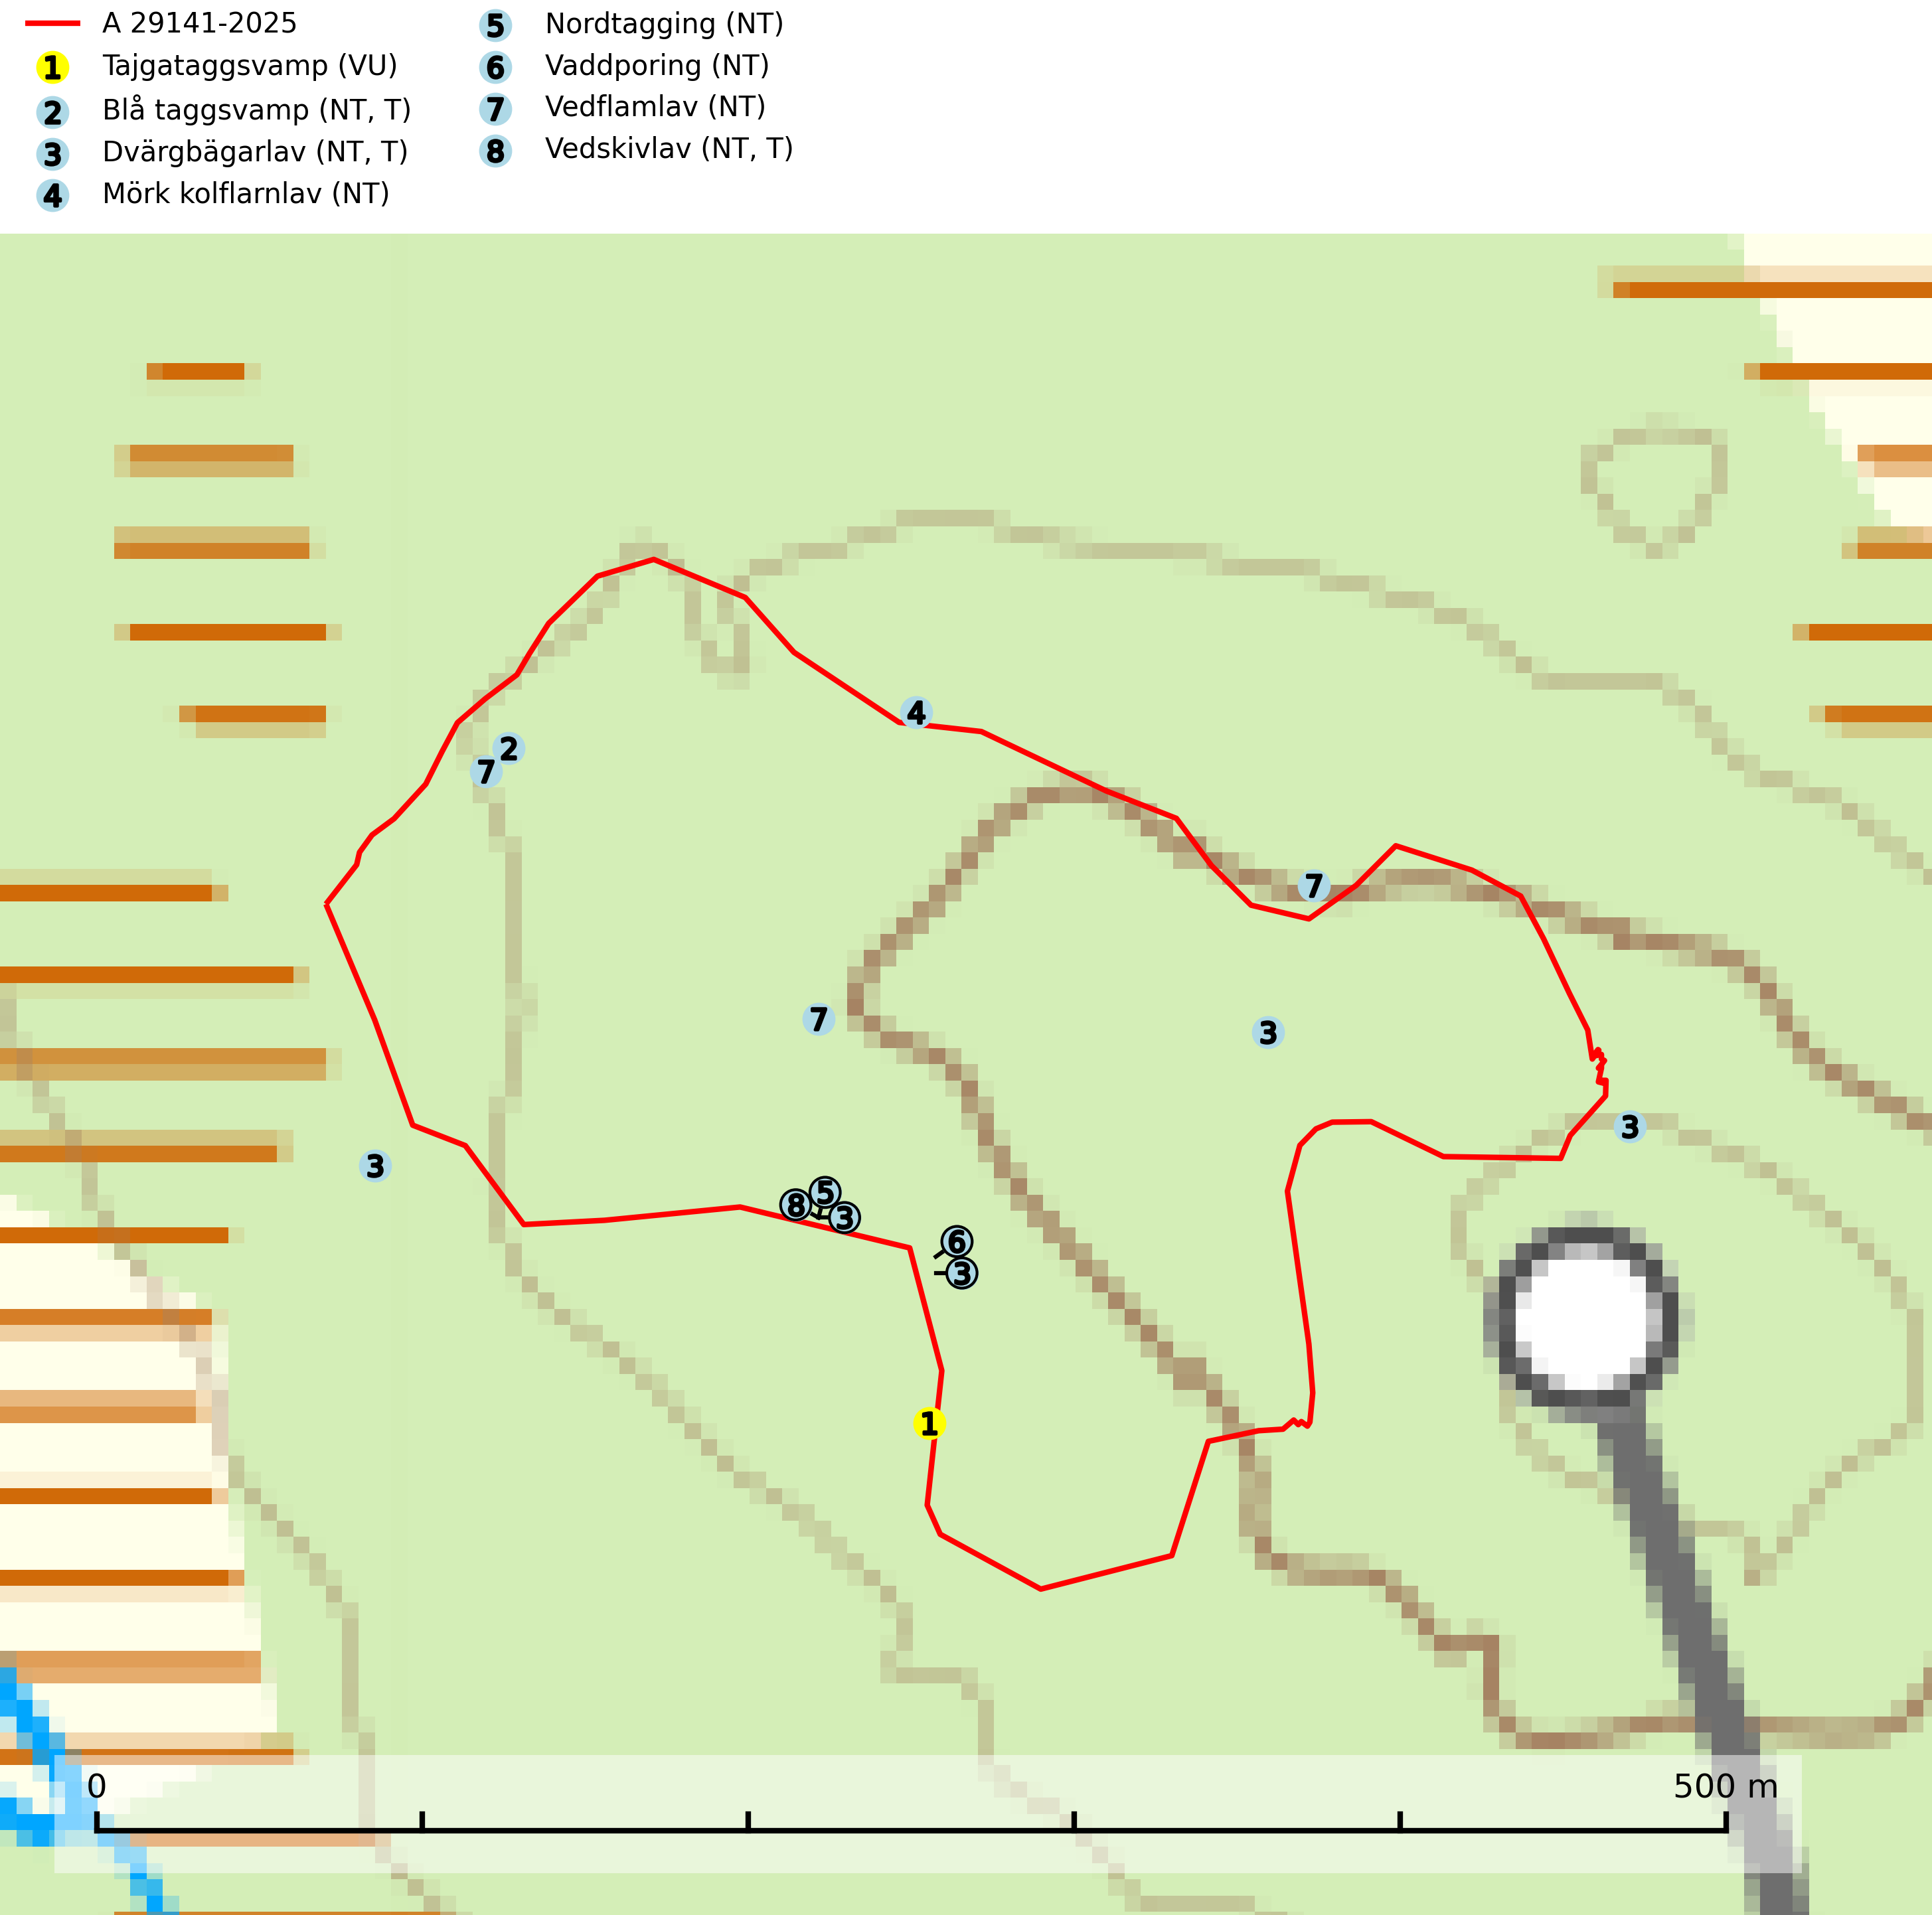 A 29141-2025
1 Tajgataggsvamp (VU)
2 Blå taggsvamp (NT, T)
3 Dvärgbägarlav (NT, T)
4 Mörk kolflarnlav (NT)
5 Nordtagging (NT)
6 Vaddporing (NT)
7 Vedflamlav (NT)
8 Vedskivlav (NT, T)
4
2
7
7
7
3
3
3
5
8
3
6
3
1
0
500 m